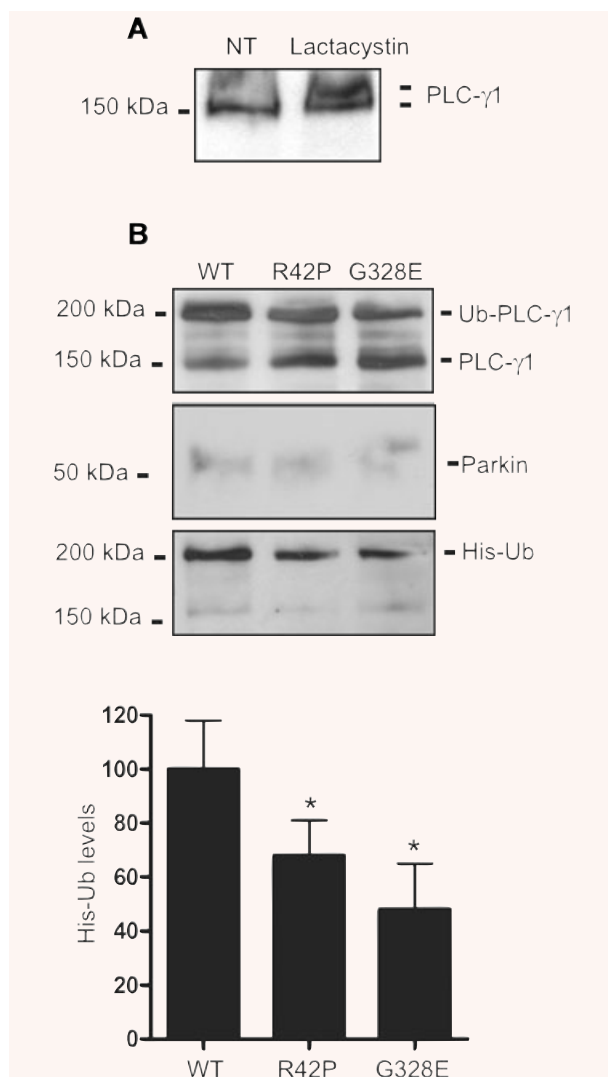 A
NT Lactacystin
150 kDa PLC-γ1
B
WT R42P G328E
200 kDa Ub-PLC-γ1
150 kDa PLC-γ1
50 kDa Parkin
200 kDa His-Ub
150 kDa
120
100
80
60
40
20
0
His-Ub levels
* *
WT R42P G328E